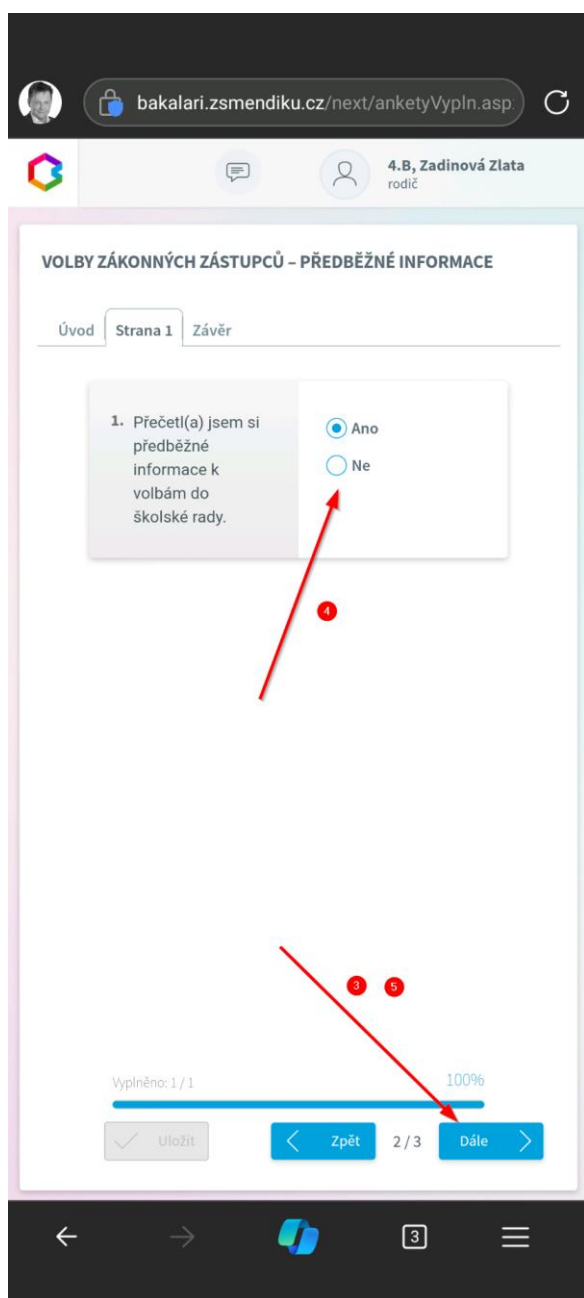 bakalari.zsmendiku.cz/next/anketyVypln.asp
4.B, Zadinová Zlata
rodič
VOLBY ZÁKONNÝCH ZÁSTUPCŮ – PŘEDBĚŽNÉ INFORMACE
Úvod Strana 1 Závěr
1. Přečetl(a) jsem si
předběžné
informace k
volbám do
školské rady.
Ano
Ne
4
3 5
Vyplněno: 1 / 1 100%
Uložit Zpět 2 / 3 Dále
3